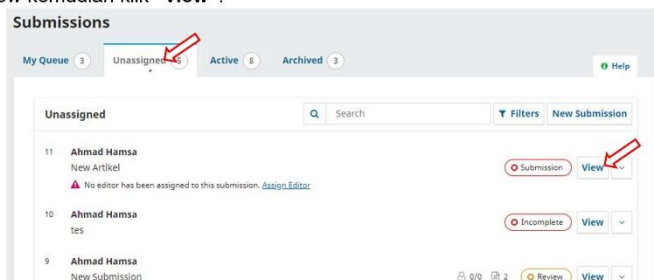 kemudian klik "View".
Submissions
My Queue 3 Unassigned 5 Active 8 Archived 3 Help
Unassigned Search Filters New Submission
11 Ahmad Hamsa
New Artikel Submission View
No editor has been assigned to this submission. Assign Editor
10 Ahmad Hamsa
tes Incomplete View
9 Ahmad Hamsa
New Submission 0/0 2 Review View